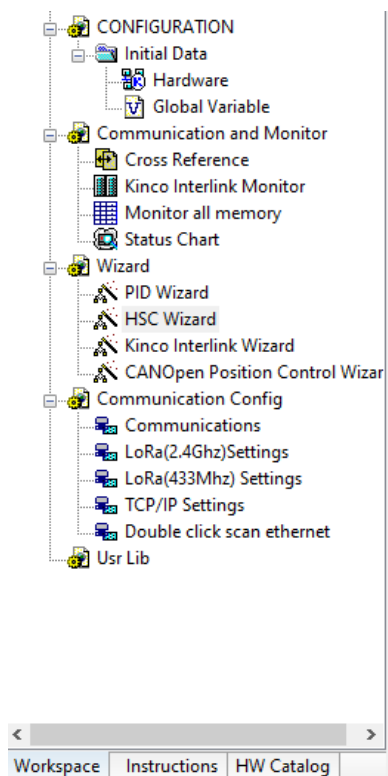 CONFIGURATION
Initial Data
Hardware
Global Variable
Communication and Monitor
Cross Reference
Kinco Interlink Monitor
Monitor all memory
Status Chart
Wizard
PID Wizard
HSC Wizard
Kinco Interlink Wizard
CANOpen Position Control Wizar
Communication Config
Communications
LoRa(2.4Ghz)Settings
LoRa(433Mhz) Settings
TCP/IP Settings
Double click scan ethernet
Usr Lib
Workspace Instructions HW Catalog